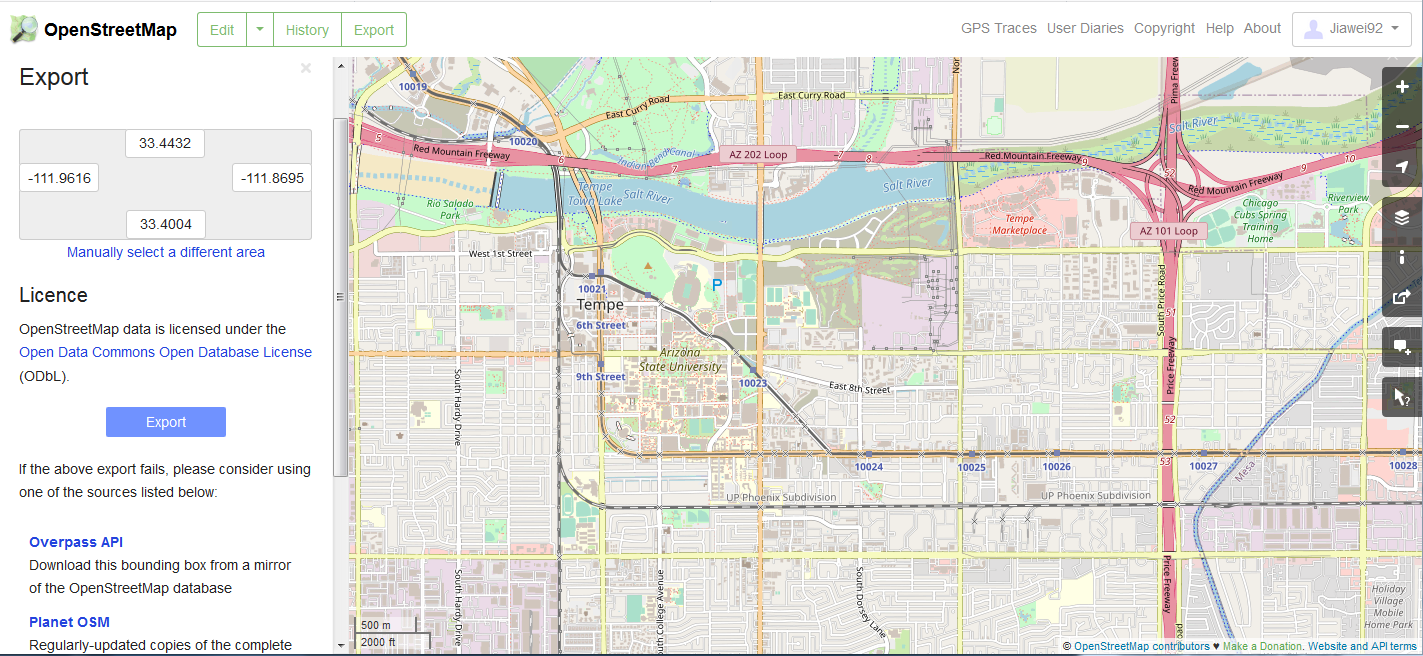 OpenStreetMap
Edit
History
Export
GPS Traces
User Diaries
Copyright
Help
About
Jiawei92
Export
33.4432
-111.9616
-111.8695
33.4004
Manually select a different area
Licence
OpenStreetMap data is licensed under the
Open Data Commons Open Database License
(ODbL).
Export
If the above export fails, please consider using
one of the sources listed below:
Overpass API
Download this bounding box from a mirror
of the OpenStreetMap database
Planet OSM
Regularly-updated copies of the complete
10019
East Curry Road
East Curry Road
Nor
Pima Freeway
5
10020
Indian Bend Canal
Salt River
Red Mountain Freeway
6
AZ 202 Loop
7
7
8
Red Mountain Freeway
9
52
9
10
Red Mountain Freeway
Tempe
Town Lake
Salt River
Salt River
Rio Salado
Park
Tempe
Marketplace
Chicago
Cubs Spring
Training
Home
Riverview
Park
AZ 101 Loop
West 1st Street
10021
P
Tempe
6th Street
South Price Road
51
Arizona
State University
9th Street
10023
East 8th Street
Price Freeway
South Hardy Drive
52
53
10024
10025
10026
10027
10028
Mesa
UP Phoenix Subdivision
UP Phoenix Subdivision
South Hardy Drive
South College Avenue
South Dorsey Lane
Price Freeway
Holiday
Village
Mobile
Home Park
500 m
2000 ft
© OpenStreetMap contributors ♥ Make a Donation. Website and API terms